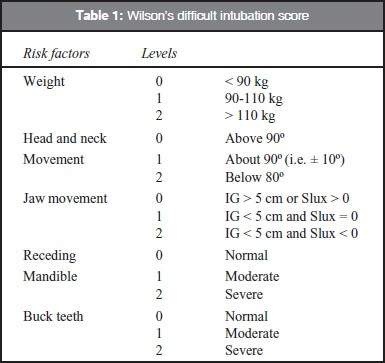 Table 1: Wilson's difficult intubation score
Risk factors Levels
Weight 0 < 90 kg
1 90-110 kg
2 > 110 kg
Head and neck 0 Above 90º
Movement 1 About 90º (i.e. ± 10º)
2 Below 80º
Jaw movement 0 IG > 5 cm or Slux > 0
1 IG < 5 cm and Slux = 0
2 IG < 5 cm and Slux < 0
Receding 0 Normal
Mandible 1 Moderate
2 Severe
Buck teeth 0 Normal
1 Moderate
2 Severe